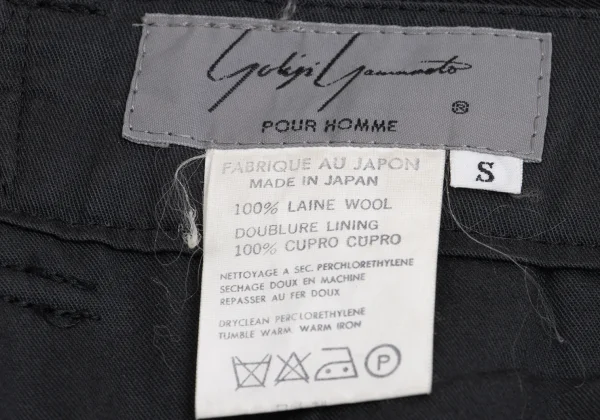 Yohji Yamamoto
®
POUR HOMME
S
FABRIQUE AU JAPON
MADE IN JAPAN
100% LAINE WOOL
DOUBLURE LINING
100% CUPRO CUPRO
NETTOYAGE A SEC. PERCHLORETHYLENE
SECHAGE DOUX EN MACHINE
REPASSER AU FER DOUX
DRYCLEAN PERCLORETHYLENE
TUMBLE WARM. WARM IRON
P